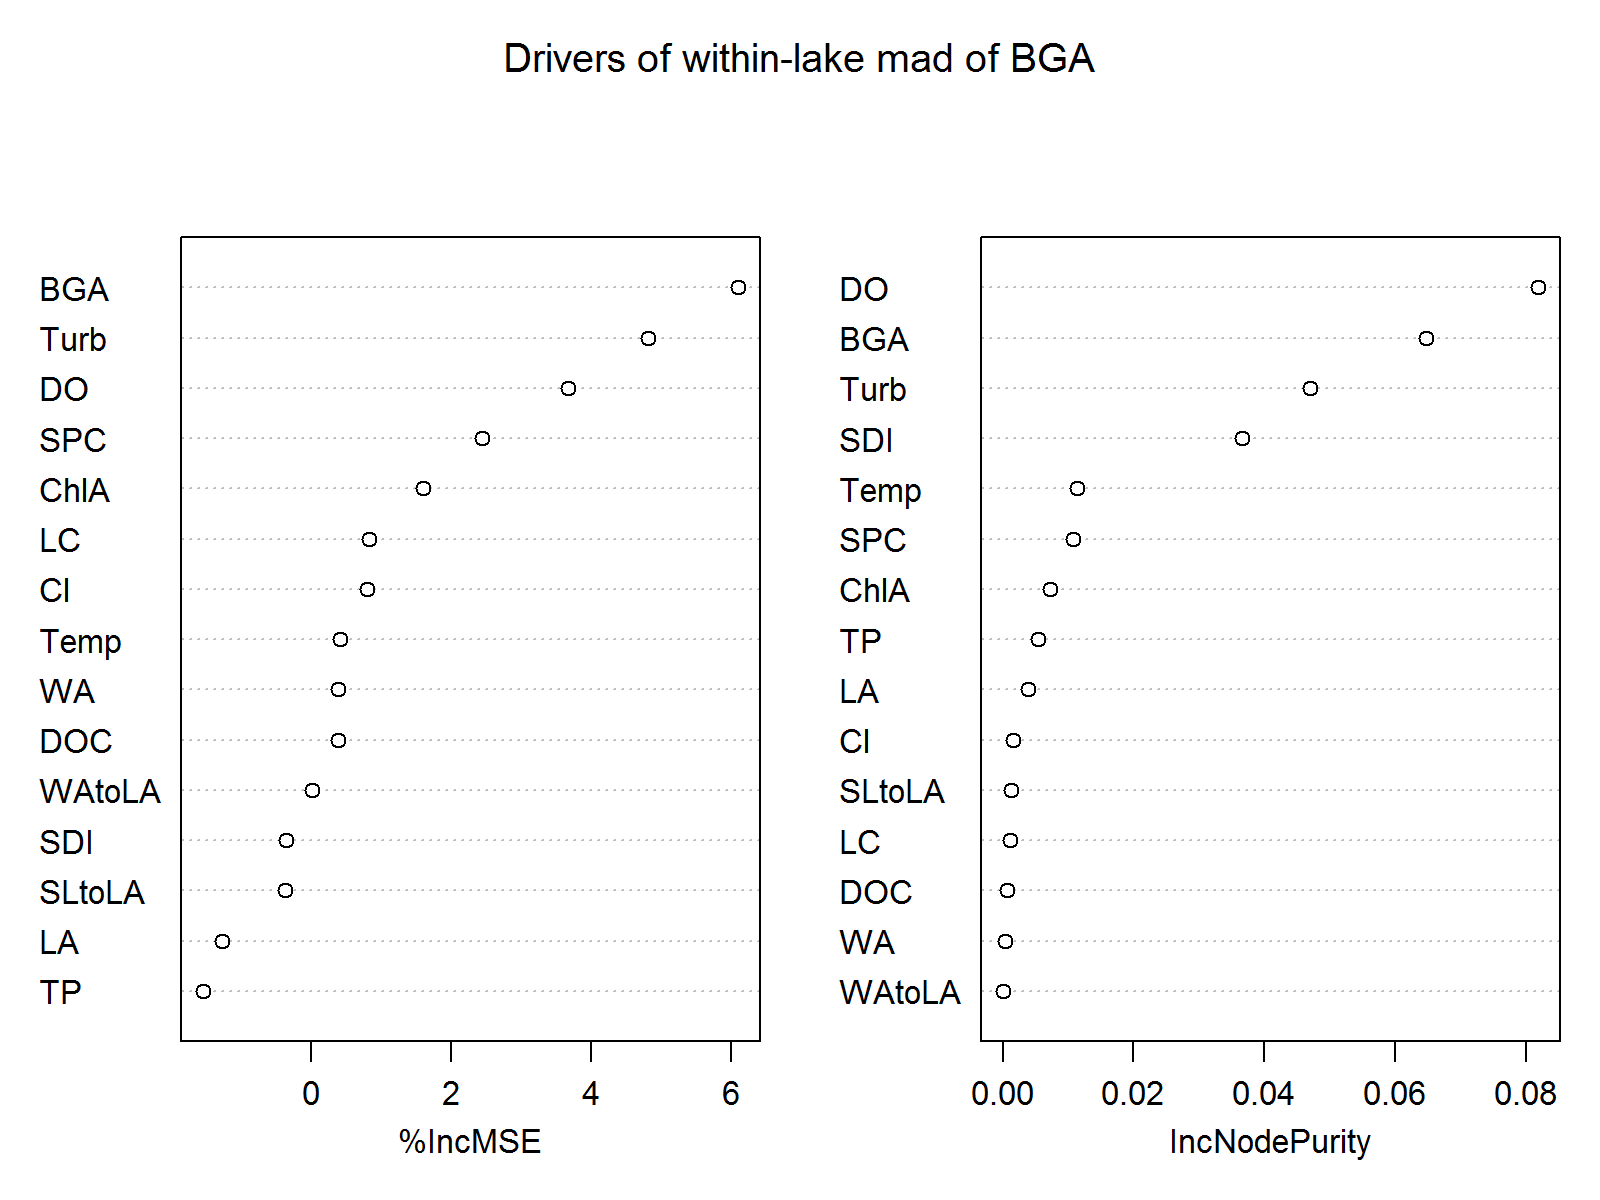 Drivers of within-lake mad of BGA
BGA
Turb
DO
SPC
ChlA
LC
Cl
Temp
WA
DOC
WAtoLA
SDI
SLtoLA
LA
TP
0 2 4 6
%IncMSE
DO
BGA
Turb
SDI
Temp
SPC
ChlA
TP
LA
Cl
SLtoLA
LC
DOC
WA
WAtoLA
0.00 0.02 0.04 0.06 0.08
IncNodePurity